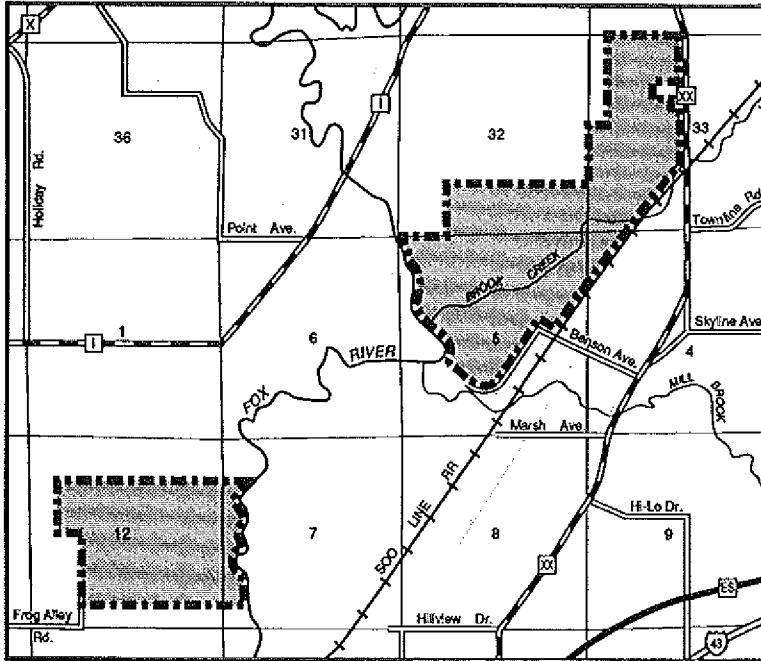 X
I
XX
36
31
32
33
Holiday Rd.
Point Ave.
Townline Rd.
BROOK CREEK
1
I
6
5
4
Skyline Ave.
Benson Ave.
FOX RIVER
MILL BROOK
Marsh Ave.
SOO LINE RR
Hi-Lo Dr.
12
7
8
9
XX
ES
Frog Alley Rd.
Hillview Dr.
43